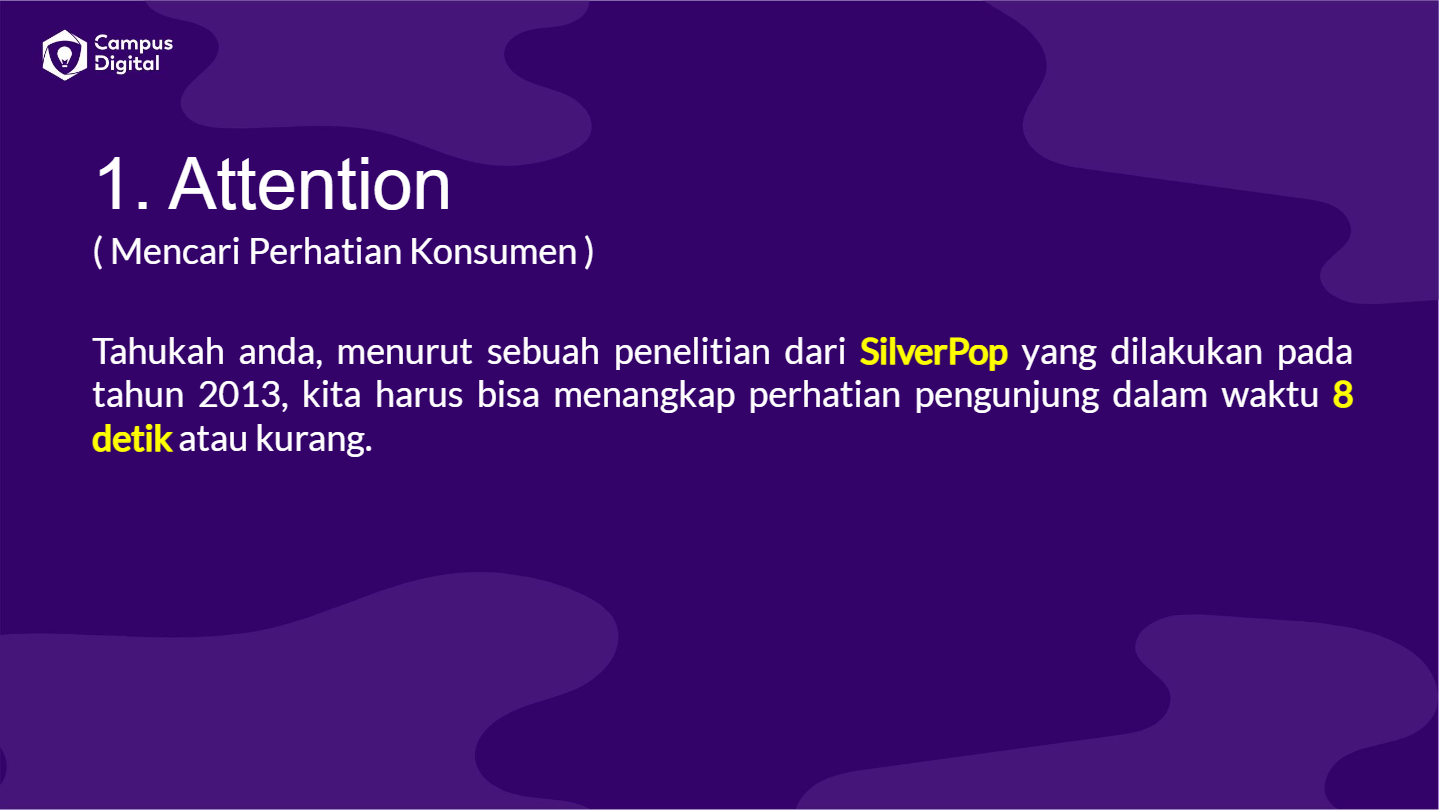 Campus
Digital
1. Attention
( Mencari Perhatian Konsumen )
Tahukah anda, menurut sebuah penelitian dari SilverPop yang dilakukan pada
tahun 2013, kita harus bisa menangkap perhatian pengunjung dalam waktu 8
detik atau kurang.